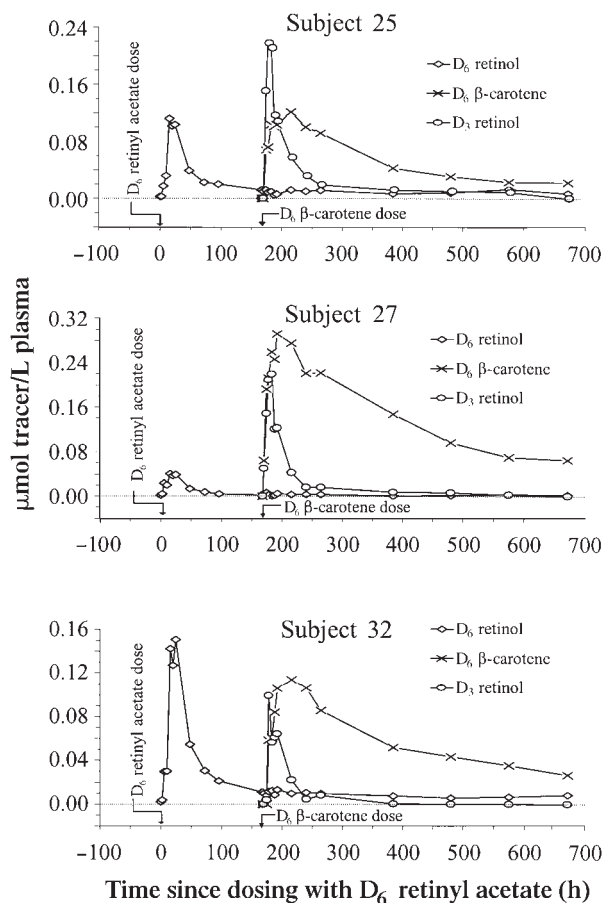 Subject 25
D₆ retinol
D₆ β-carotene
D₃ retinol
0.24
0.16
0.08
0.00
D₆ retinyl acetate dose
D₆ β-carotene dose
−100 0 100 200 300 400 500 600 700
Subject 27
D₆ retinol
D₆ β-carotene
D₃ retinol
0.32
0.24
0.16
0.08
0.00
D₆ retinyl acetate dose
D₆ β-carotene dose
−100 0 100 200 300 400 500 600 700
μmol tracer/L plasma
Subject 32
D₆ retinol
D₆ β-carotene
D₃ retinol
0.16
0.12
0.08
0.04
0.00
D₆ retinyl acetate dose
D₆ β-carotene dose
−100 0 100 200 300 400 500 600 700
Time since dosing with D₆ retinyl acetate (h)